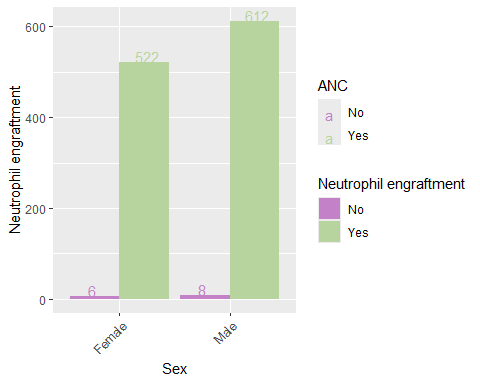 600
400
200
0
Neutrophil engraftment
522
612
6
8
Female
Male
Sex
ANC
a No
a Yes
Neutrophil engraftment
No
Yes